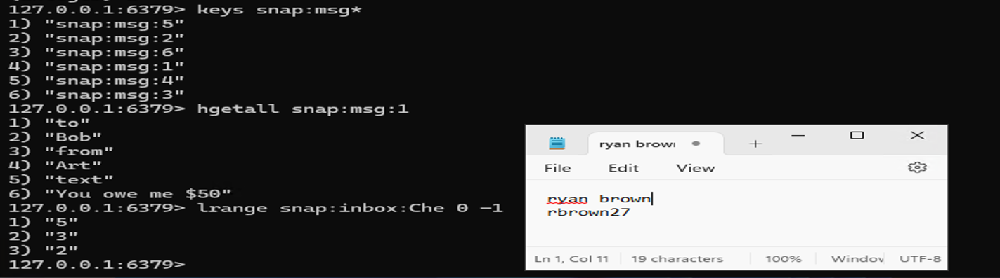 127.0.0.1:6379> keys snap:msg*
1) "snap:msg:5"
2) "snap:msg:2"
3) "snap:msg:6"
4) "snap:msg:1"
5) "snap:msg:4"
6) "snap:msg:3"
127.0.0.1:6379> hgetall snap:msg:1
1) "to"
2) "Bob"
3) "from"
4) "Art"
5) "text"
6) "You owe me $50"
127.0.0.1:6379> lrange snap:inbox:Che 0 -1
1) "5"
2) "3"
3) "2"
127.0.0.1:6379>
ryan brow
File Edit View
ryan brown
rbrown27
Ln 1, Col 11 19 characters 100% Window UTF-8